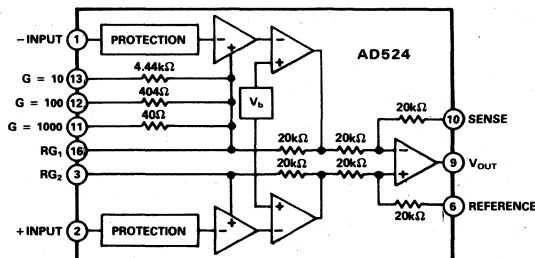 − INPUT 1 PROTECTION
AD524
G = 10 13 4.44kΩ
G = 100 12 404Ω
G = 1000 11 40Ω
Vb
20kΩ 10 SENSE
RG1 16 20kΩ 20kΩ
RG2 3 20kΩ 20kΩ
9 VOUT
20kΩ 6 REFERENCE
+ INPUT 2 PROTECTION
− + − + − + − + − +